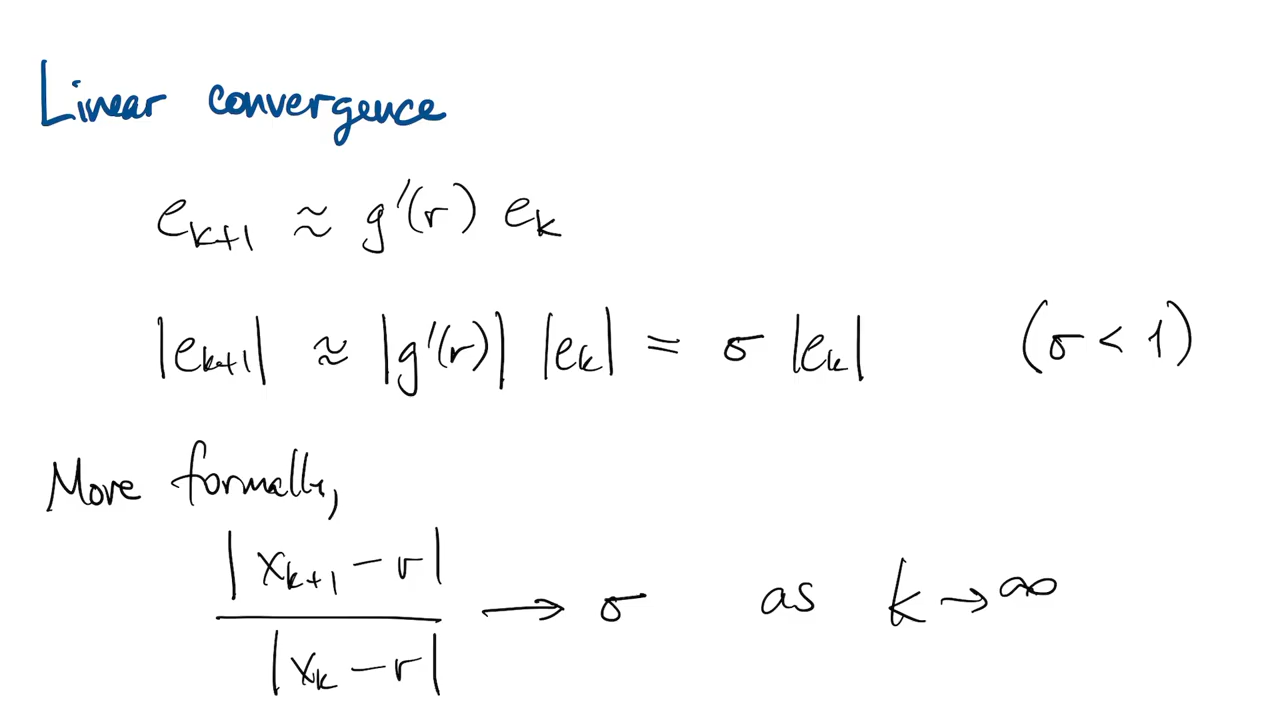 Linear convergence
e_{k+1} ≈ g'(r) e_k
|e_{k+1}| ≈ |g'(r)| |e_k| = σ |e_k| (σ < 1)
More formally,
|x_{k+1} − r| / |x_k − r| → σ as k → ∞